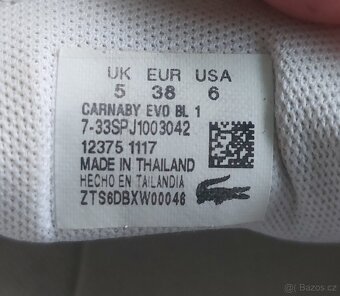 UK EUR USA
5 38 6
CARNABY EVO BL 1
7-33SPJ1003042
12375 1117
MADE IN THAILAND
HECHO EN TAILANDIA
ZTS6DBXW00046
Bazos.cz